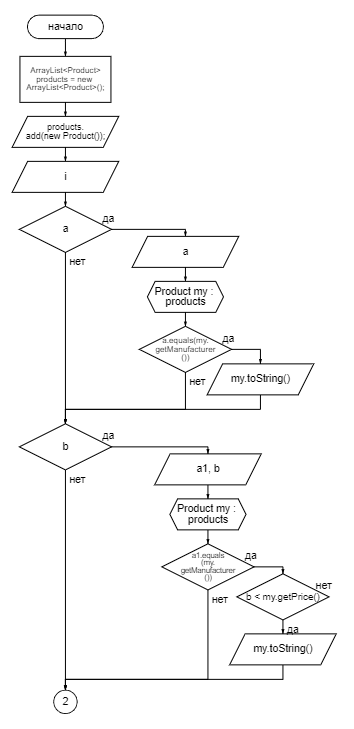 начало
ArrayList<Product>
products = new
ArrayList<Product>();
products.
add(new Product());
i
a
да
нет
a
Product my :
products
a.equals(my.
getManufacturer
())
да
нет
my.toString()
b
да
нет
a1, b
Product my :
products
a1.equals
(my.
getManufacturer
())
да
нет
b < my.getPrice()
нет
да
my.toString()
2